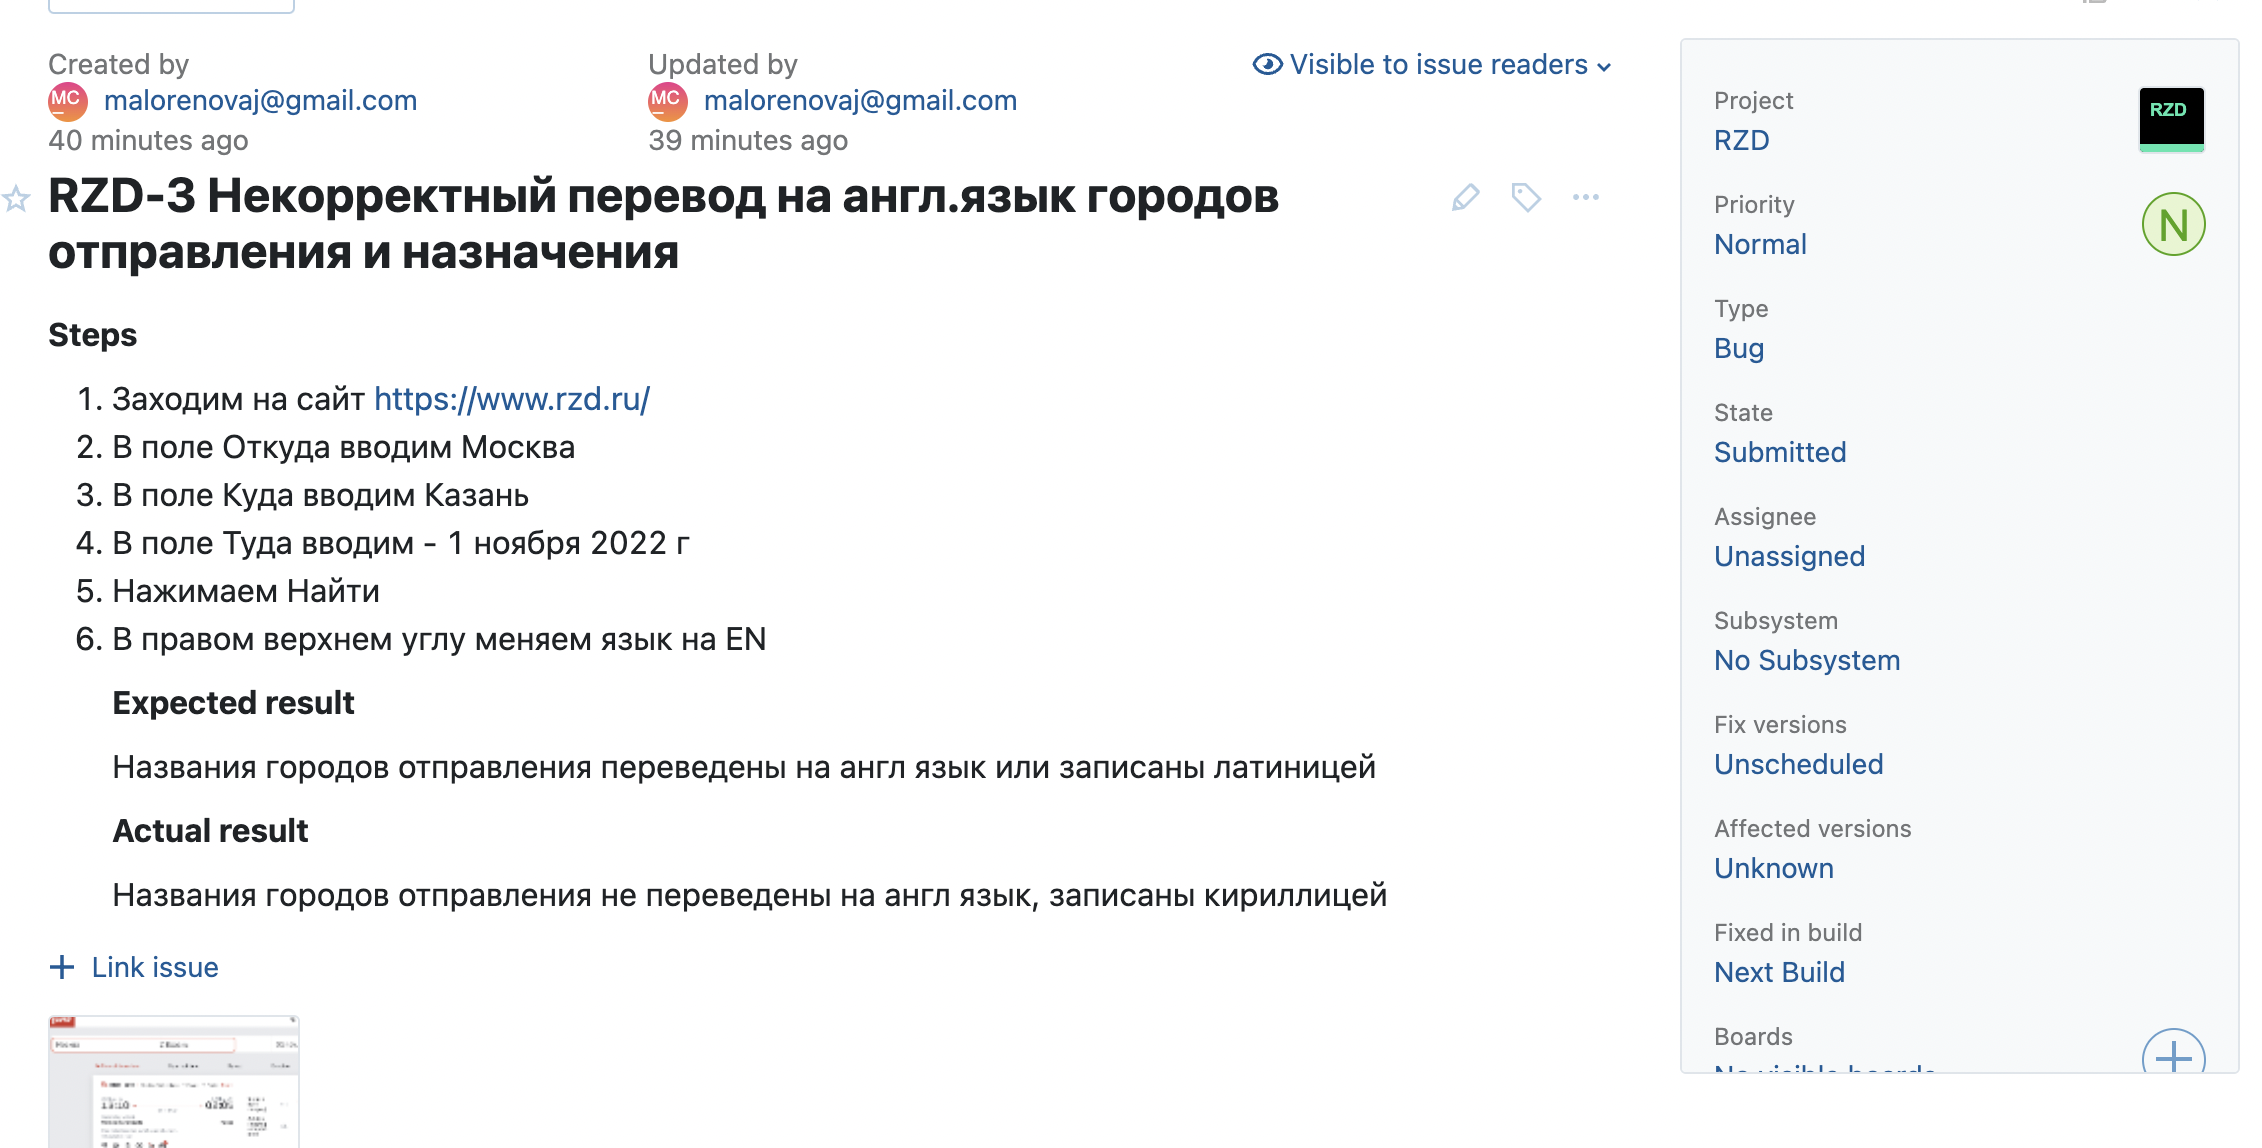 Created by
MC
malorenovaj@gmail.com
40 minutes ago
Updated by
MC
malorenovaj@gmail.com
39 minutes ago
Visible to issue readers
RZD-3 Некорректный перевод на англ.язык городов
отправления и назначения
Steps
1. Заходим на сайт https://www.rzd.ru/
2. В поле Откуда вводим Москва
3. В поле Куда вводим Казань
4. В поле Туда вводим - 1 ноября 2022 г
5. Нажимаем Найти
6. В правом верхнем углу меняем язык на EN
Expected result
Названия городов отправления переведены на англ язык или записаны латиницей
Actual result
Названия городов отправления не переведены на англ язык, записаны кириллицей
+ Link issue
Project
RZD
RZD
Priority
Normal
N
Type
Bug
State
Submitted
Assignee
Unassigned
Subsystem
No Subsystem
Fix versions
Unscheduled
Affected versions
Unknown
Fixed in build
Next Build
Boards
No visible boards